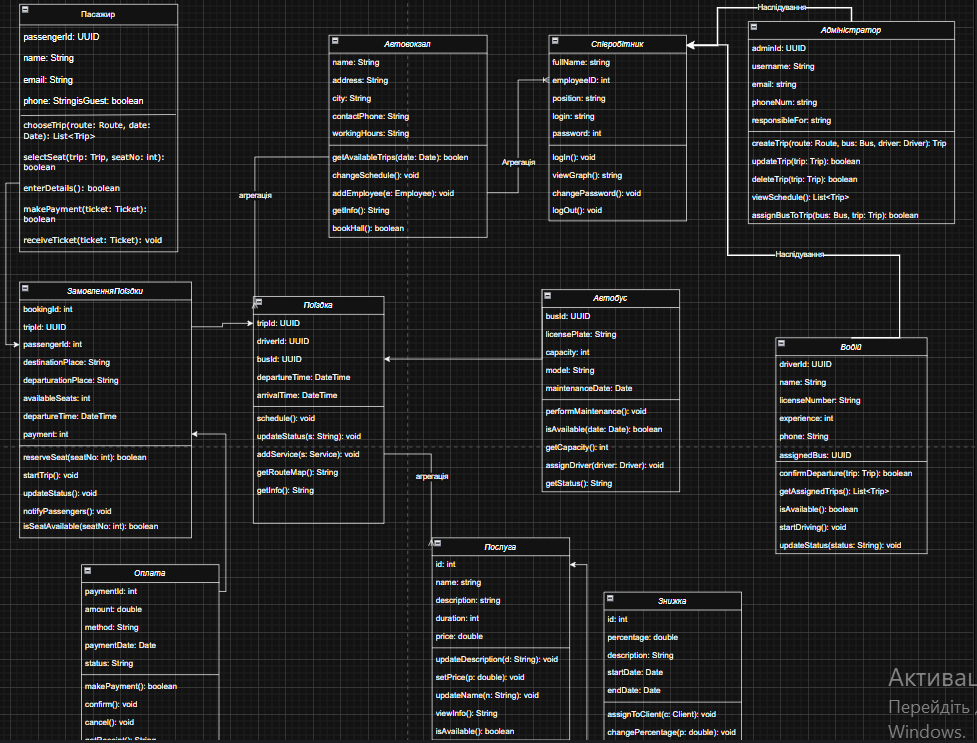 Пасажир
passengerId: UUID
name: String
email: String
phone: StringisGuest: boolean
chooseTrip(route: Route, date:
Date): List<Trip>
selectSeat(trip: Trip, seatNo: int):
boolean
enterDetails(): boolean
makePayment(ticket: Ticket):
boolean
receiveTicket(ticket: Ticket): void
Автовокзал
name: String
address: String
city: String
contactPhone: String
workingHours: String
getAvailableTrips(date: Date): boolen
changeSchedule(): void
addEmployee(e: Employee): void
getInfo(): String
bookHall(): boolean
Агрегація
агрегація
Співробітник
fullName: string
employeeID: int
position: string
login: string
password: int
logIn(): void
viewGraph(): string
changePassword(): void
logOut(): void
Наслідування
Адміністратор
adminId: UUID
username: String
email: string
phoneNum: string
responsibleFor: string
createTrip(route: Route, bus: Bus, driver: Driver): Trip
updateTrip(trip: Trip): boolean
deleteTrip(trip: Trip): boolean
viewSchedule(): List<Trip>
assignBusToTrip(bus: Bus, trip: Trip): boolean
Наслідування
ЗамовленняПоїздки
bookingId: int
tripId: UUID
passengerId: int
destinationPlace: String
departurationPlace: String
availableSeats: int
departureTime: DateTime
payment: int
reserveSeat(seatNo: int): boolean
startTrip(): void
updateStatus(): void
notifyPassengers(): void
isSeatAvailable(seatNo: int): boolean
Поїздка
tripId: UUID
driverId: UUID
busId: UUID
departureTime: DateTime
arrivalTime: DateTime
schedule(): void
updateStatus(s: String): void
addService(s: Service): void
getRouteMap(): String
getInfo(): String
агрегація
Автобус
busId: UUID
licensePlate: String
capacity: int
model: String
maintenanceDate: Date
performMaintenance(): void
isAvailable(date: Date): boolean
getCapacity(): int
assignDriver(driver: Driver): void
getStatus(): String
Водій
driverId: UUID
name: String
licenseNumber: String
experience: int
phone: String
assignedBus: UUID
confirmDeparture(trip: Trip): boolean
getAssignedTrips(): List<Trip>
isAvailable(): boolean
startDriving(): void
updateStatus(status: String): void
Оплата
paymentId: int
amount: double
method: String
paymentDate: Date
status: String
makePayment(): boolean
confirm(): void
cancel(): void
getReceipt(): String
Послуга
id: int
name: string
description: string
duration: int
price: double
updateDescription(d: String): void
setPrice(p: double): void
updateName(n: String): void
viewInfo(): String
isAvailable(): boolean
Знижка
id: int
percentage: double
description: String
startDate: Date
endDate: Date
assignToClient(c: Client): void
changePercentage(p: double): void
Активац
Перейдіть
Windows.